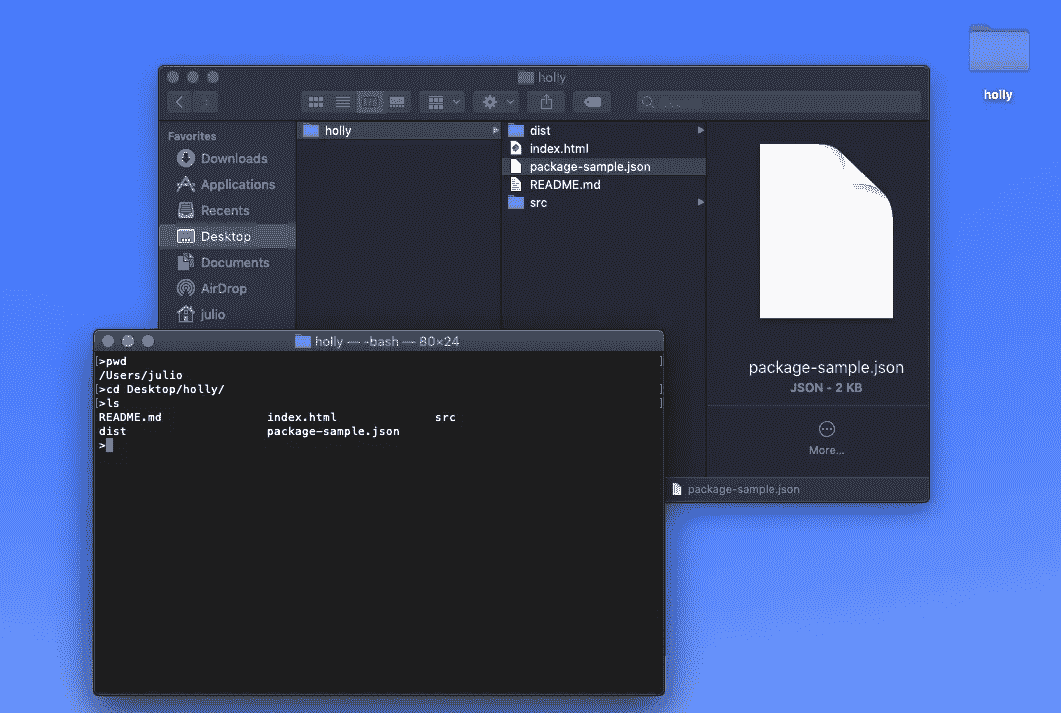 holly
holly
Favorites
Downloads
Applications
Recents
Desktop
Documents
AirDrop
julio
holly
dist
index.html
package-sample.json
README.md
src
package-sample.json
JSON - 2 KB
More...
package-sample.json
holly — -bash — 80×24
>pwd
/Users/julio
>cd Desktop/holly/
>ls
README.md index.html src
dist package-sample.json
>